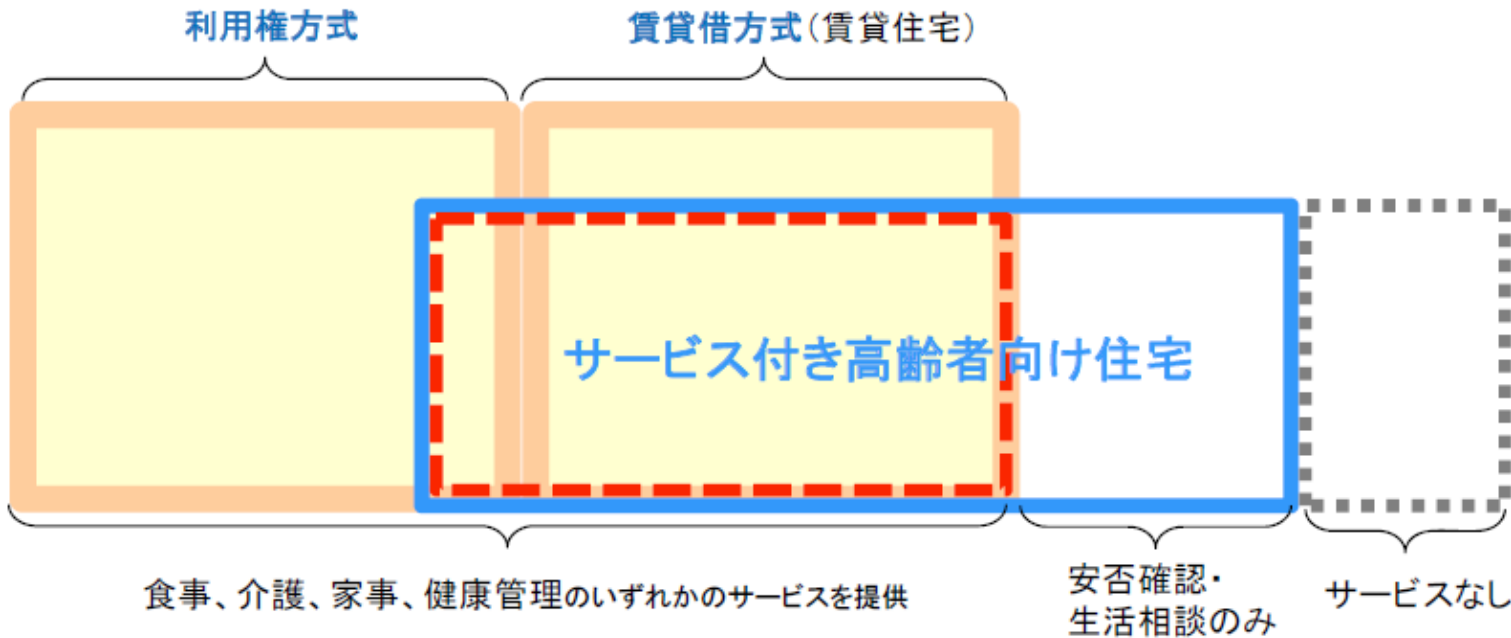 利用権方式
賃貸借方式(賃貸住宅)
サービス付き高齢者向け住宅
食事、介護、家事、健康管理のいずれかのサービスを提供
安否確認・
生活相談のみ
サービスなし